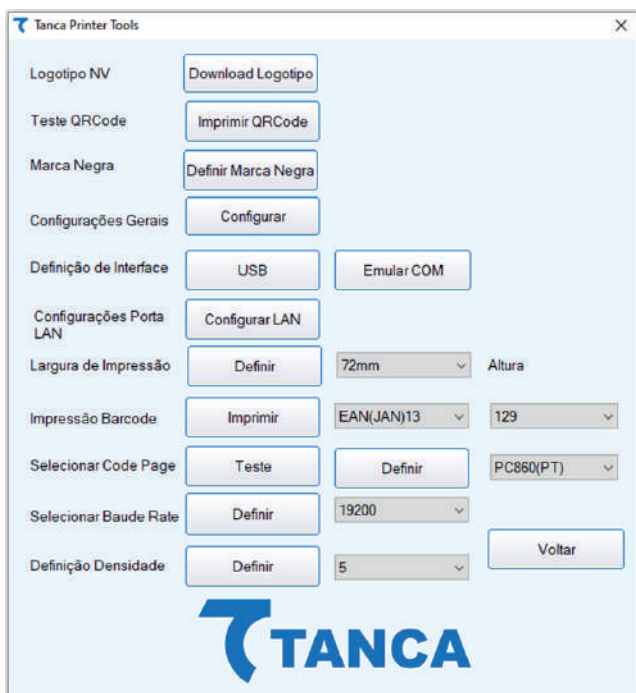 Tanca Printer Tools
Logotipo NV Download Logotipo
Teste QRCode Imprimir QRCode
Marca Negra Definir Marca Negra
Configurações Gerais Configurar
Definição de Interface USB Emular COM
Configurações Porta LAN Configurar LAN
Largura de Impressão Definir 72mm Altura
Impressão Barcode Imprimir EAN(JAN)13 129
Selecionar Code Page Teste Definir PC860(PT)
Selecionar Baude Rate Definir 19200
Voltar
Definição Densidade Definir 5
TANCA